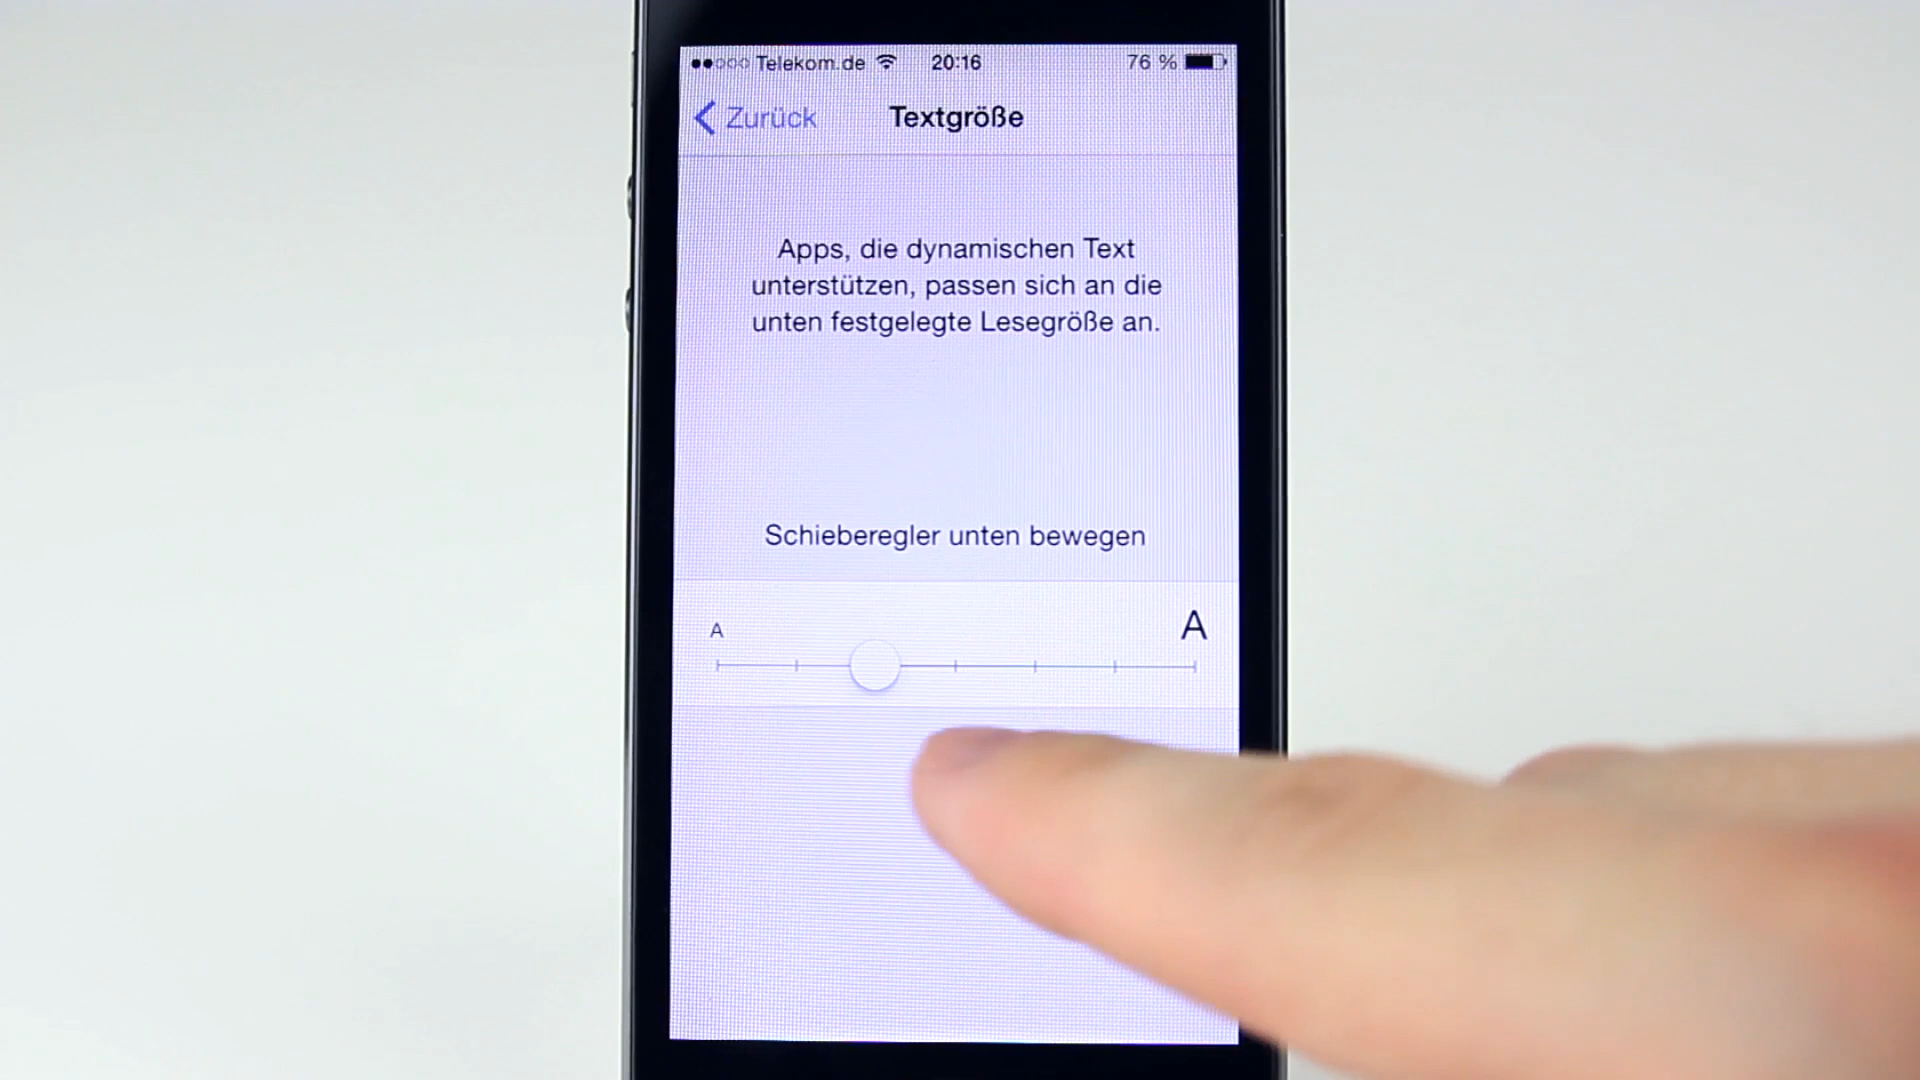 Telekom.de 20:16 76 %
Zurück Textgröße
Apps, die dynamischen Text
unterstützen, passen sich an die
unten festgelegte Lesegröße an.
Schieberegler unten bewegen
A A